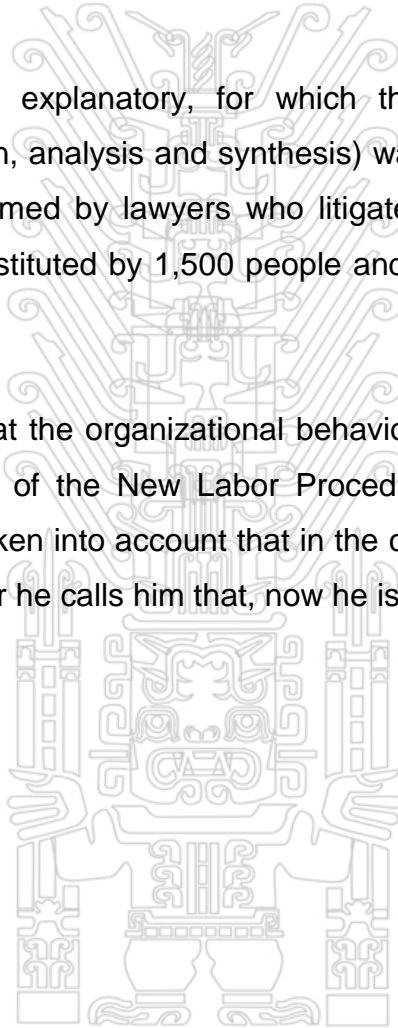 explanatory, for which th
, analysis and synthesis) wa
med by lawyers who litigate
stituted by 1,500 people and
at the organizational behavio
of the New Labor Proced
ken into account that in the c
r he calls him that, now he is